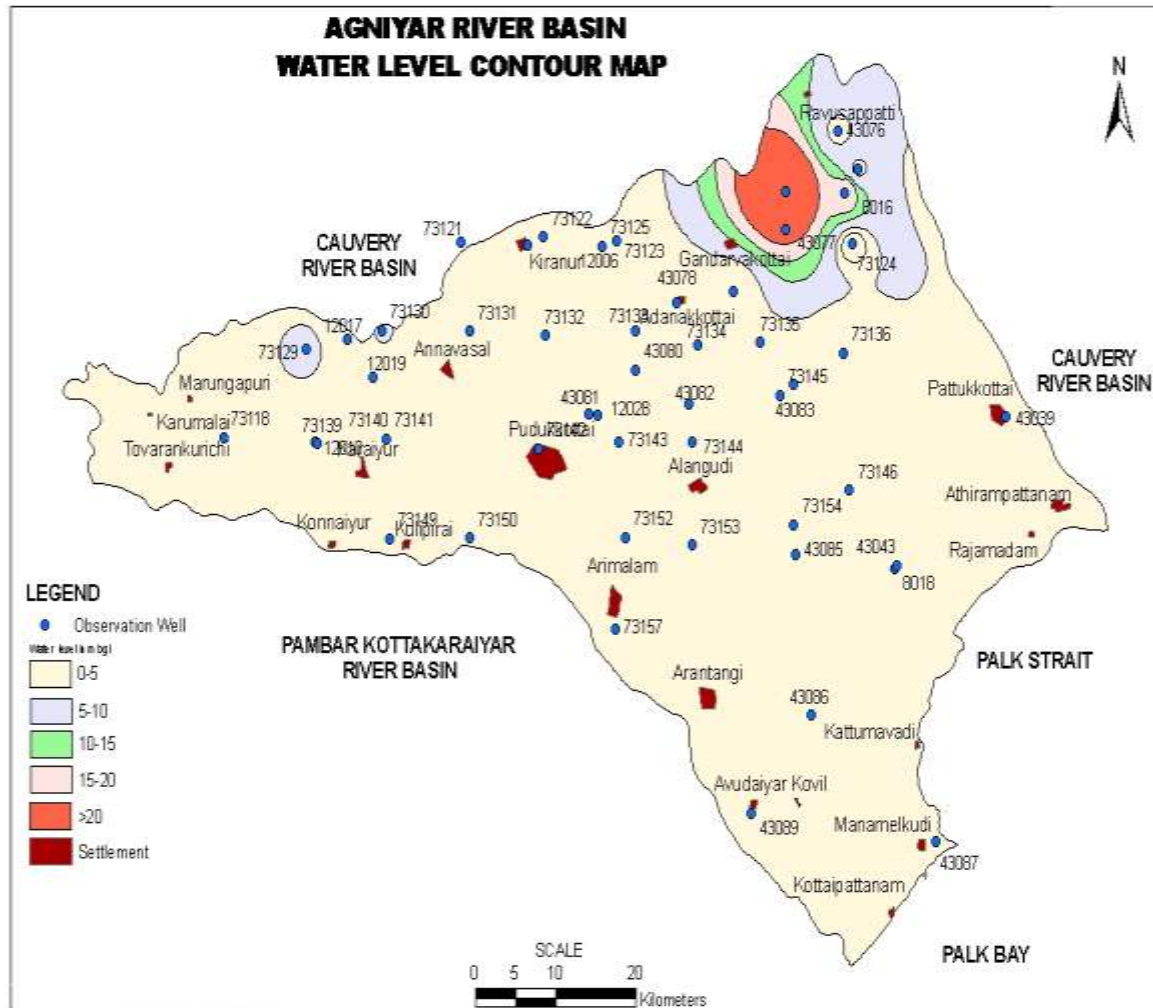 AGNIYAR RIVER BASIN
WATER LEVEL CONTOUR MAP
N
Ravusappatti
43076
8016
43077
73124
CAUVERY
RIVER BASIN
73121
73122
73125
73123
Kiranur
12006
Gandarvakottai
43078
Adanakkottai
12017
73130
73131
73132
73133
73134
73135
73136
73129
12019
Annavasal
43080
CAUVERY
RIVER BASIN
Marungapuri
73145
Pattukkottai
Karumalai
73118
43081
12028
43082
43083
43039
73139
73140
73141
Pudukkottai
73142
73143
73144
Tovarankurichi
Karaiyur
Alangudi
73146
Athirampattanam
Konnaiyur
73149
73150
73152
73153
73154
Kulipirai
43085
43043
Rajamadam
8018
Arimalam
LEGEND
Observation Well
0-5
5-10
10-15
15-20
>20
Settlement
73157
PAMBAR KOTTAKARAIYAR
RIVER BASIN
PALK STRAIT
Arantangi
43086
Kattumavadi
Avudaiyar Kovil
43089
Manamelkudi
43087
Kottaipattanam
PALK BAY
SCALE
0 5 10 20
Kilometers